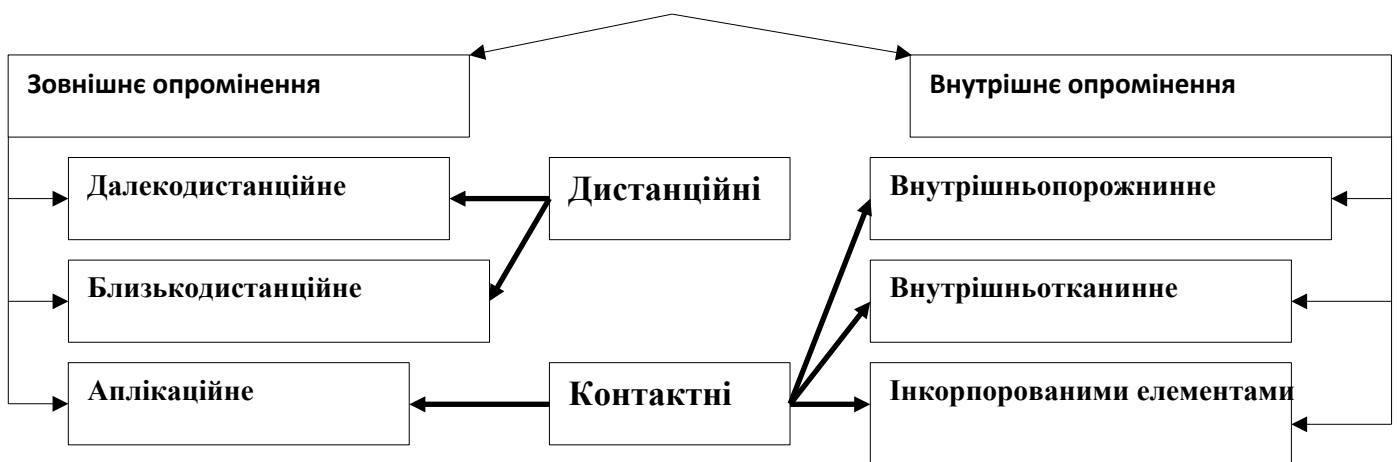 Зовнішнє опромінення
Внутрішнє опромінення
Далекодистанційне
Дистанційні
Внутрішньопорожнинне
Близькодистанційне
Внутрішньотканинне
Аплікаційне
Контактні
Інкорпорованими елементами